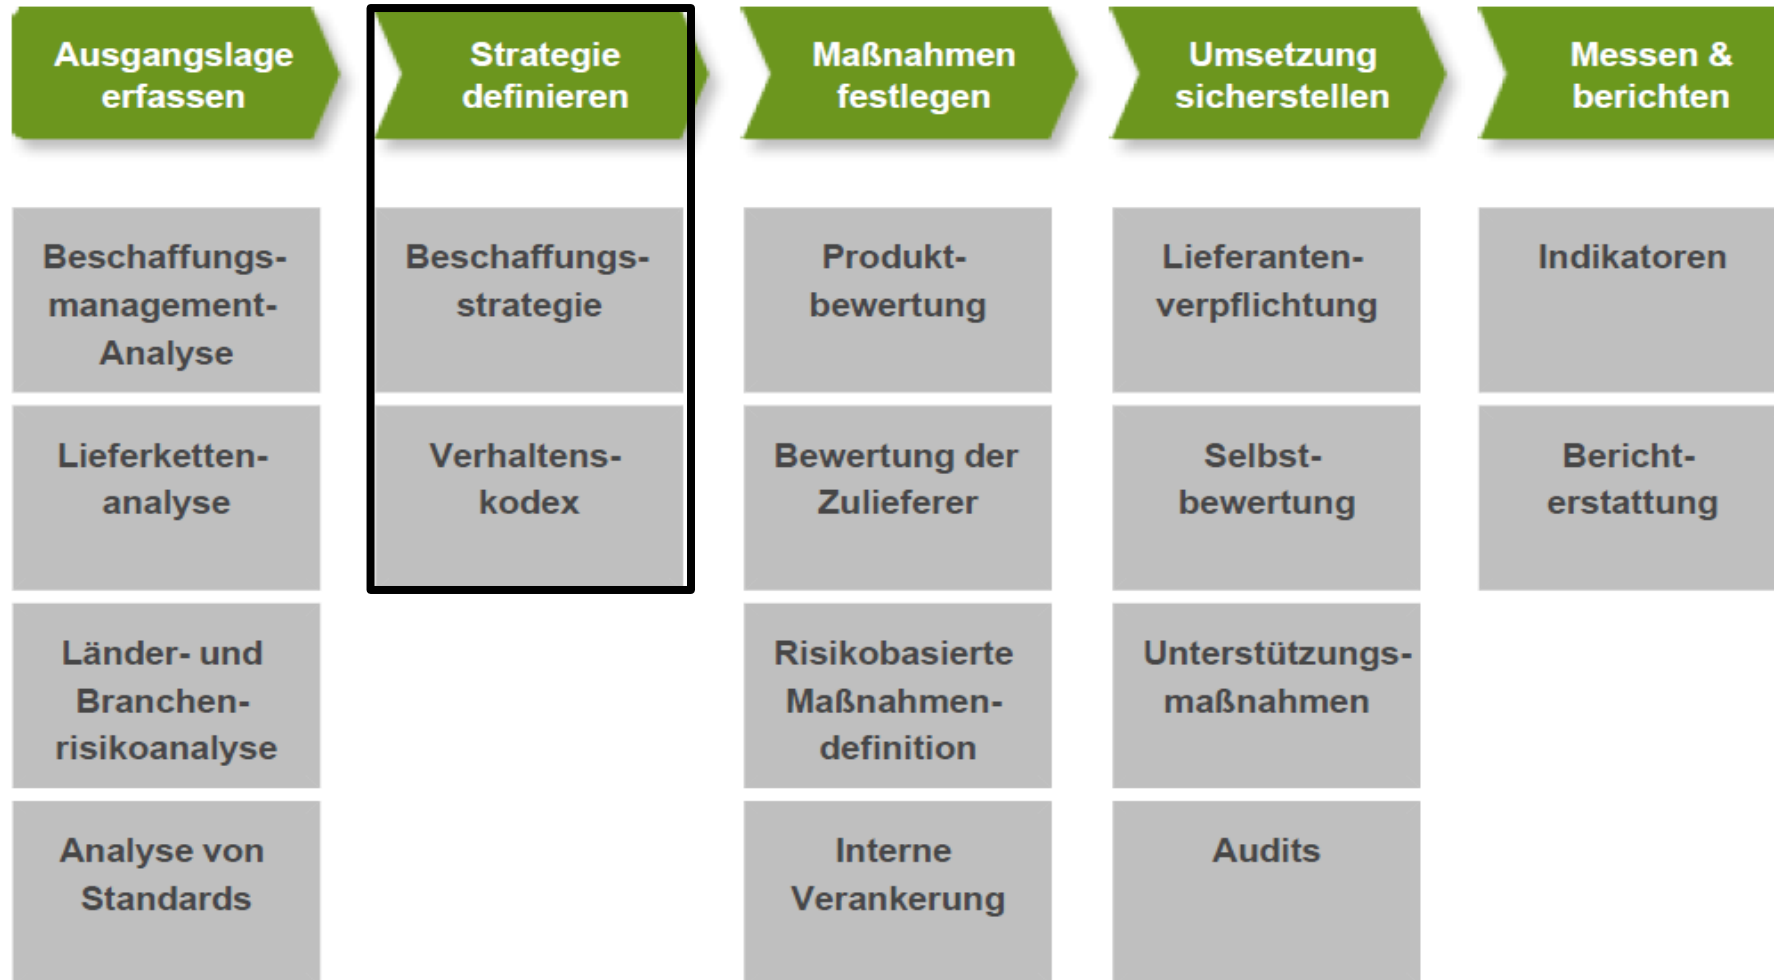 Ausgangslage
erfassen
Strategie
definieren
Maßnahmen
festlegen
Umsetzung
sicherstellen
Messen &
berichten
Beschaffungs-
management-
Analyse
Beschaffungs-
strategie
Produkt-
bewertung
Lieferanten-
verpflichtung
Indikatoren
Lieferketten-
analyse
Verhaltens-
kodex
Bewertung der
Zulieferer
Selbst-
bewertung
Bericht-
erstattung
Länder- und
Branchen-
risikoanalyse
Risikobasierte
Maßnahmen-
definition
Unterstützungs-
maßnahmen
Analyse von
Standards
Interne
Verankerung
Audits